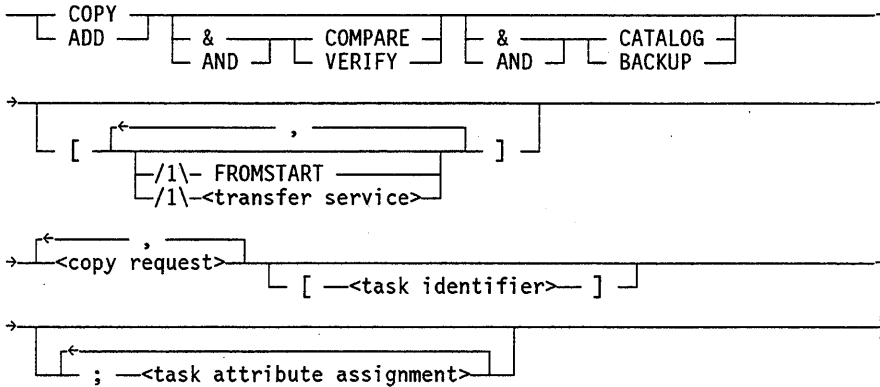 COPY & COMPARE & CATALOG
ADD AND VERIFY AND BACKUP
[ , ]
/1\- FROMSTART
/1\-<transfer service>
,
<copy request>
[ <task identifier> ]
; <task attribute assignment>